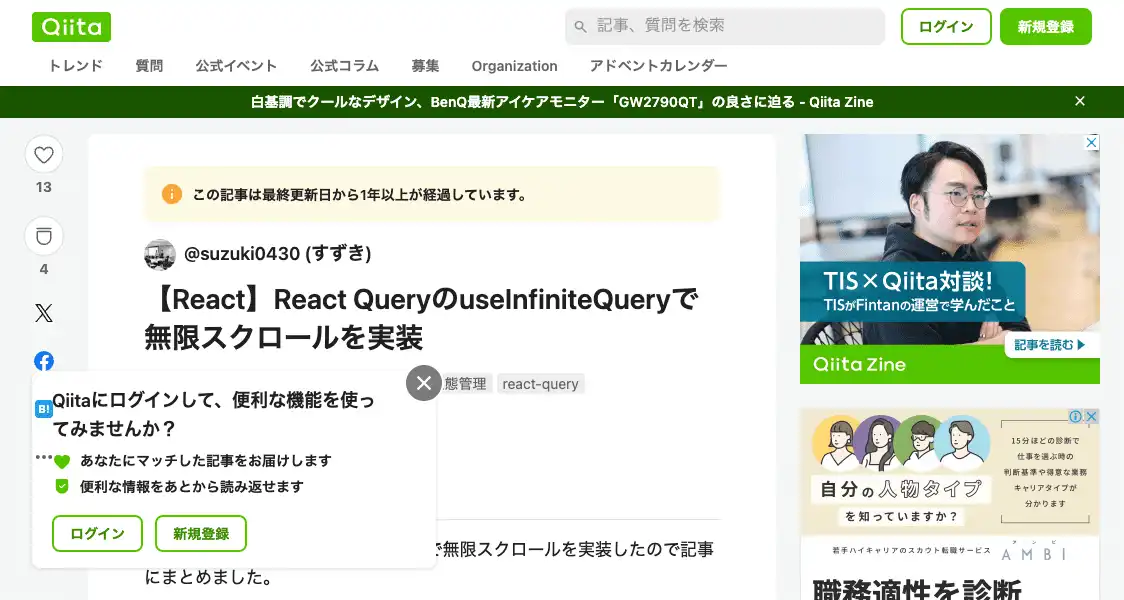 Qiita
記事、質問を検索
ログイン
新規登録
トレンド
質問
公式イベント
公式コラム
募集
Organization
アドベントカレンダー
白基調でクールなデザイン、BenQ最新アイケアモニター「GW2790QT」の良さに迫る - Qiita Zine
13
4
この記事は最終更新日から1年以上が経過しています。
@suzuki0430 (すずき)
【React】React QueryのuseInfiniteQueryで
無限スクロールを実装
態管理
react-query
B!
Qiitaにログインして、便利な機能を使っ
てみませんか？
あなたにマッチした記事をお届けします
便利な情報をあとから読み返せます
ログイン
新規登録
で無限スクロールを実装したので記事
にまとめました。
TIS×Qiita対談!
TISがFintanの運営で学んだこと
記事を読む
Qiita Zine
15分ほどの診断で
仕事を選ぶ時の
判断基準や得意な業務
キャリアタイプが
分かります
自分の人物タイプ
を知っていますか？
若手ハイキャリアのスカウト転職サービス
アンビ
AMBI
職務適性を診断